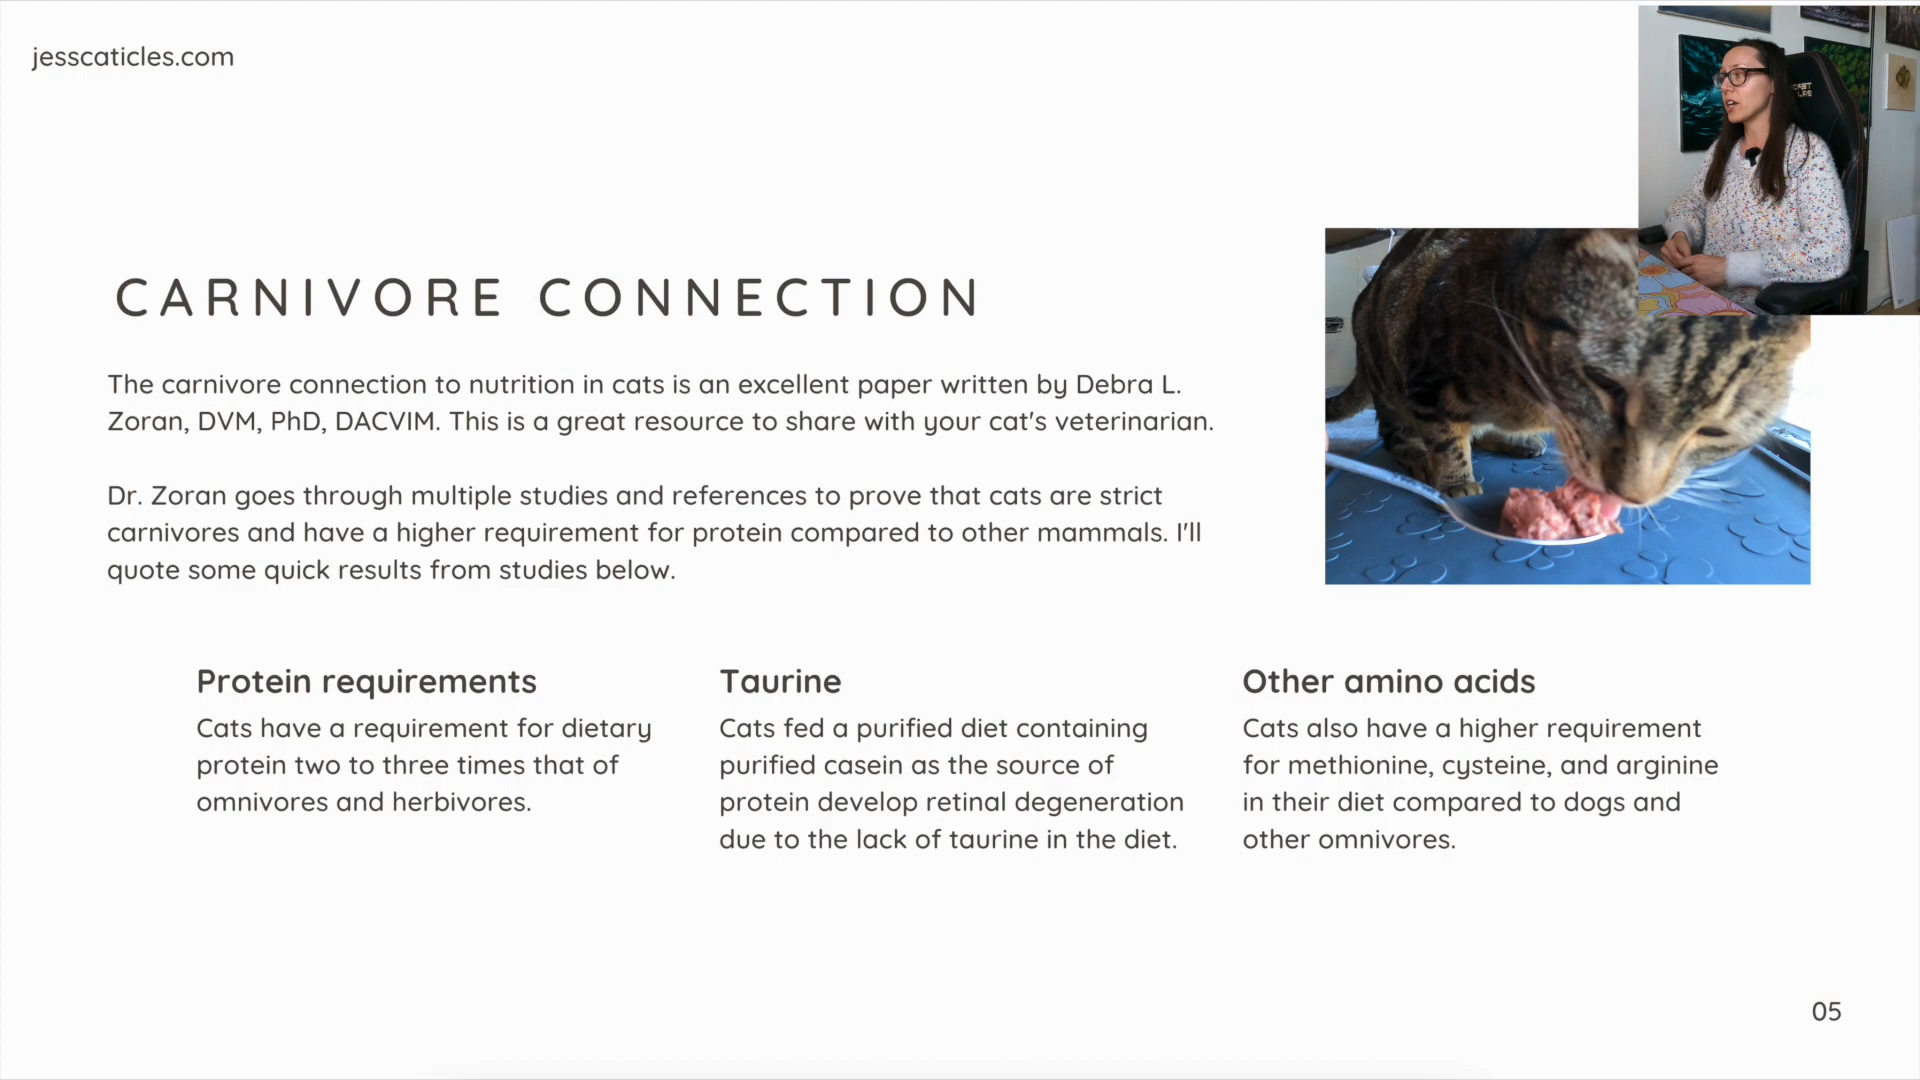 jesscaticles.com
CARNIVORE CONNECTION
The carnivore connection to nutrition in cats is an excellent paper written by Debra L.
Zoran, DVM, PhD, DACVIM. This is a great resource to share with your cat's veterinarian.
Dr. Zoran goes through multiple studies and references to prove that cats are strict
carnivores and have a higher requirement for protein compared to other mammals. I'll
quote some quick results from studies below.
Protein requirements
Cats have a requirement for dietary
protein two to three times that of
omnivores and herbivores.
Taurine
Cats fed a purified diet containing
purified casein as the source of
protein develop retinal degeneration
due to the lack of taurine in the diet.
Other amino acids
Cats also have a higher requirement
for methionine, cysteine, and arginine
in their diet compared to dogs and
other omnivores.
05